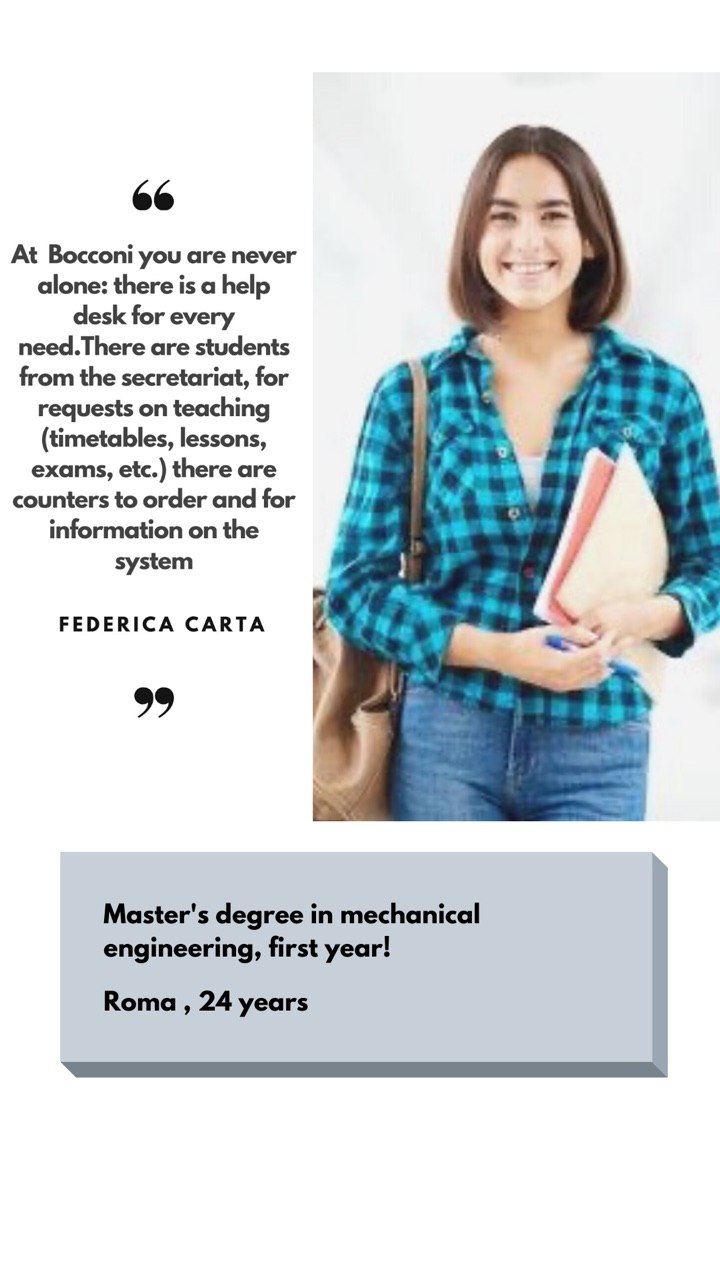 “
At  Bocconi you are never
alone: there is a help
desk for every
need.There are students
from the secretariat, for
requests on teaching
(timetables, lessons,
exams, etc.) there are
counters to order and for
information on the
system
FEDERICA CARTA
”
Master's degree in mechanical
engineering, first year!
Roma , 24 years